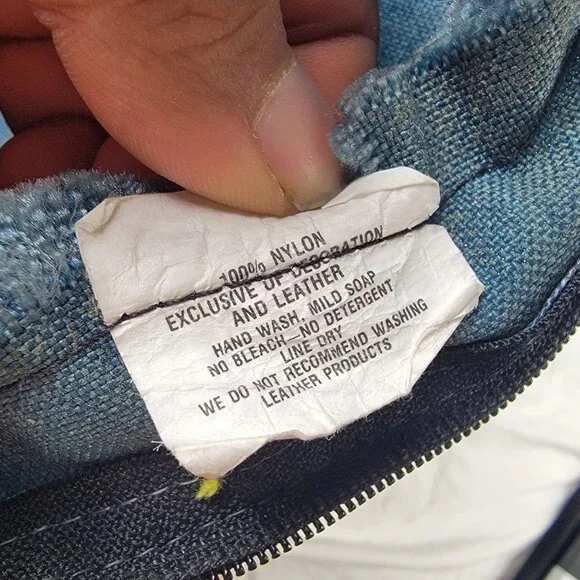 100% NYLON
EXCLUSIVE OF DECORATION
AND LEATHER
HAND WASH, MILD SOAP
NO BLEACH—NO DETERGENT
LINE DRY
WE DO NOT RECOMMEND WASHING
LEATHER PRODUCTS